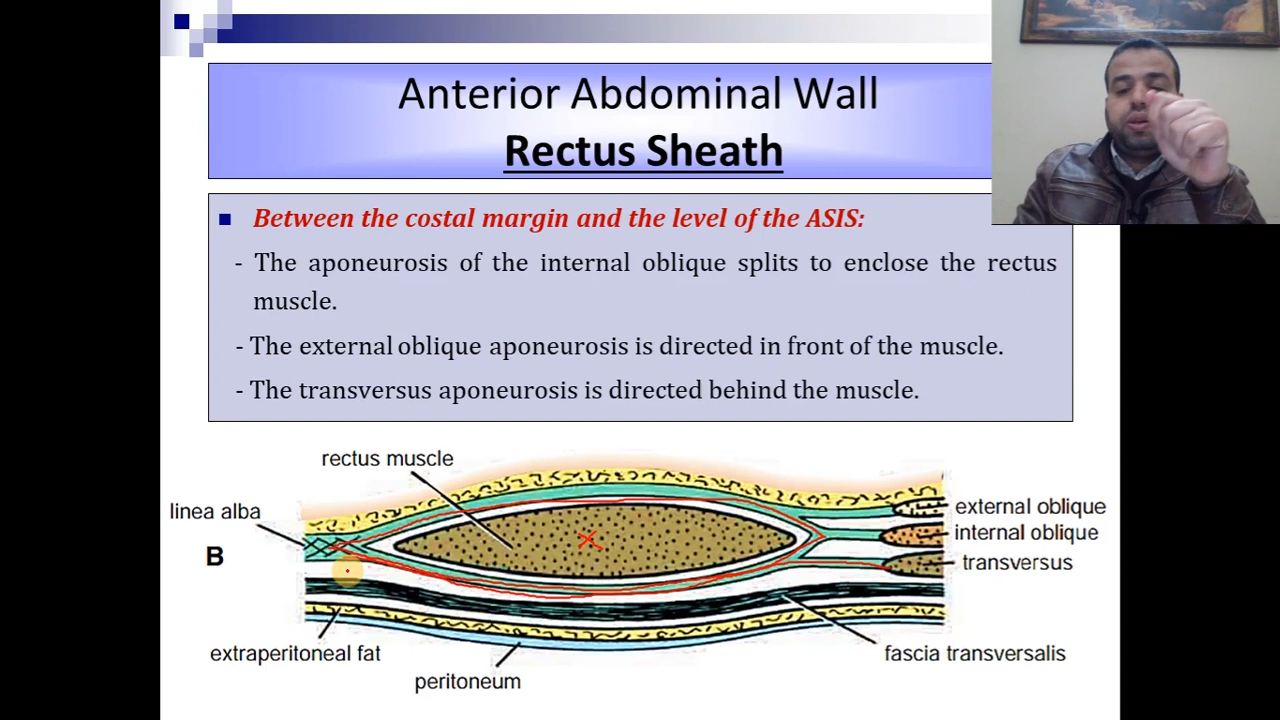 Anterior Abdominal Wall
Rectus Sheath
Between the costal margin and the level of the ASIS:
- The aponeurosis of the internal oblique splits to enclose the rectus
muscle.
- The external oblique aponeurosis is directed in front of the muscle.
- The transversus aponeurosis is directed behind the muscle.
rectus muscle
linea alba
external oblique
internal oblique
B
transversus
extraperitoneal fat
fascia transversalis
peritoneum